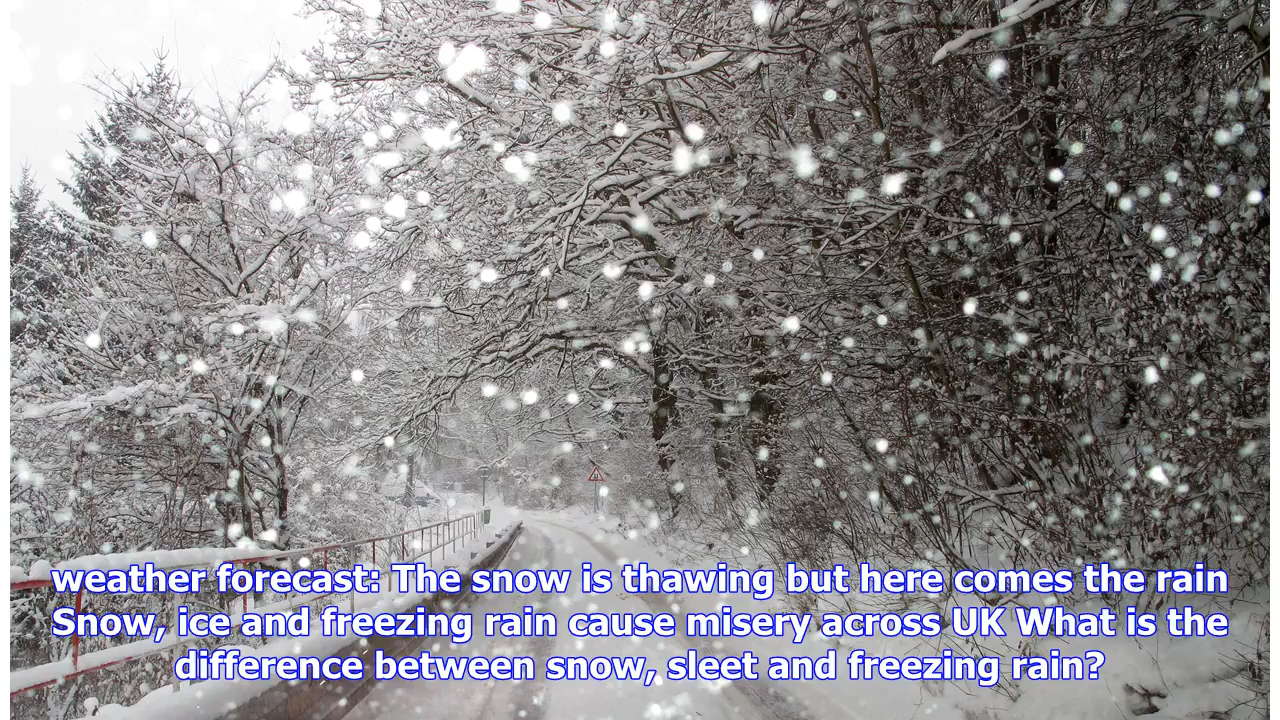 weather forecast: The snow is thawing but here comes the rain
Snow, ice and freezing rain cause misery across UK What is the
difference between snow, sleet and freezing rain?